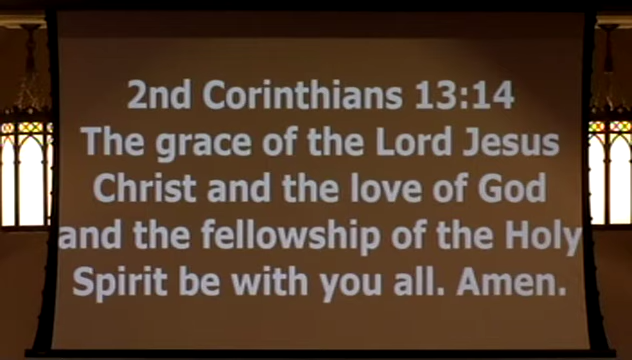 2nd Corinthians 13:14
The grace of the Lord Jesus
Christ and the love of God
and the fellowship of the Holy
Spirit be with you all. Amen.